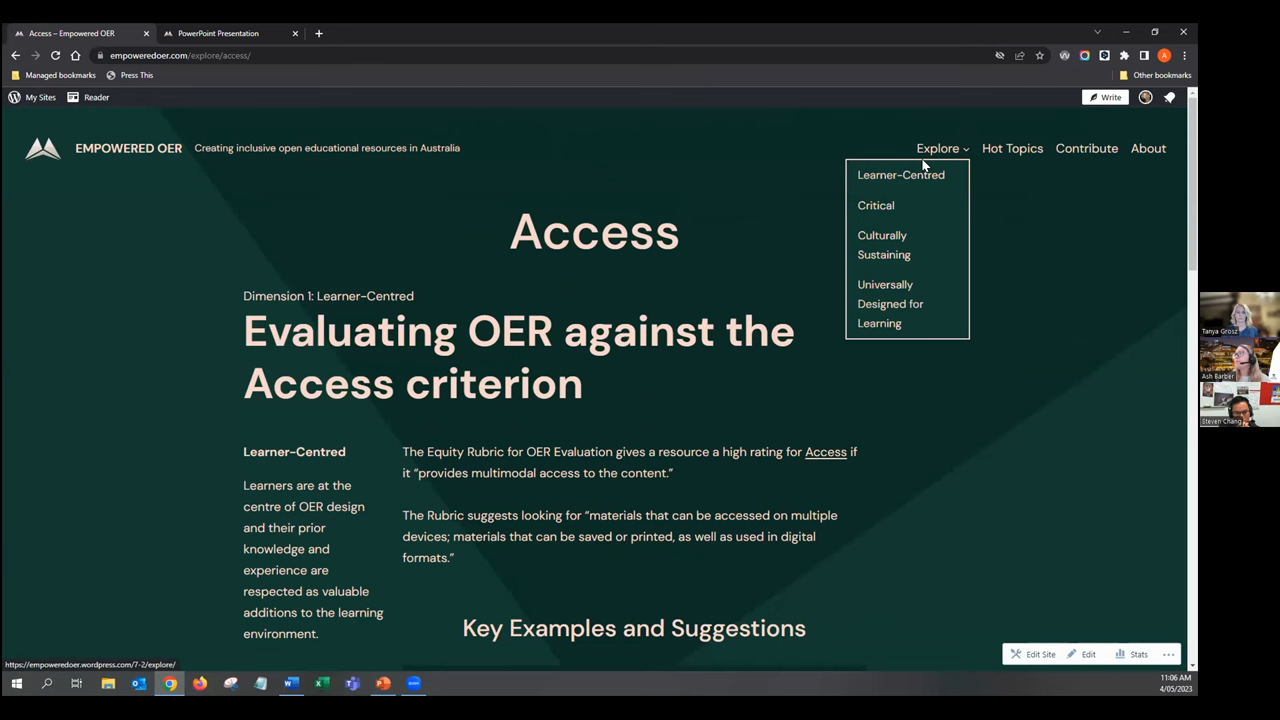 Access – Empowered OER
PowerPoint Presentation
empoweredoer.com/explore/access/
Managed bookmarks
Press This
Other bookmarks
My Sites
Reader
Write
EMPOWERED OER
Creating inclusive open educational resources in Australia
Explore
Hot Topics
Contribute
About
Learner-Centred
Critical
Culturally
Sustaining
Universally
Designed for
Learning
Access
Dimension 1: Learner-Centred
Evaluating OER against the
Access criterion
Learner-Centred
Learners are at the
centre of OER design
and their prior
knowledge and
experience are
respected as valuable
additions to the learning
environment.
The Equity Rubric for OER Evaluation gives a resource a high rating for Access if
it “provides multimodal access to the content.”
The Rubric suggests looking for “materials that can be accessed on multiple
devices; materials that can be saved or printed, as well as used in digital
formats.”
Key Examples and Suggestions
Edit Site
Edit
Stats
https://empoweredoer.wordpress.com/7-2/explore/
11:06 AM
4/05/2023
Tanya Grosz
Ash Barber
Steven Chang